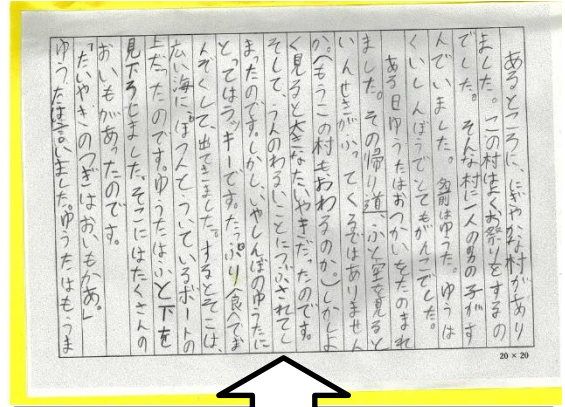 あるところに、にぎやかな村があり
ました。この村はよくお祭りをするの
でした。そんな村に一人の男の子がす
んでいました。名前はゆうた。ゆうは
くいしんぼうでとてもがんこでした。
ある日ゆうたはおつかいをたのまれ
ました。その帰り道、ふと空を見ると
いんせきがふってくるではありません
か。(もうこの村もおわるのか。)しかしよ
く見ると大きなたいやきだったのです。
そして、うんのわるいことにつぶされてし
まったのです。しかし、いやしんぼのゆうたに
とってはラッキーです。たっぷり食べてま
んぞくして、出てきました。するとそこは、
広い海に、ぽつんとういているボートの
上だったのです。ゆうたはふと下を
見下ろしました。そこにはたくさんの
おいもがあったのです。
「たいやき、のつぎはおいもかあ。」
ゆうたは言いました。ゆうたはもうま
20×20